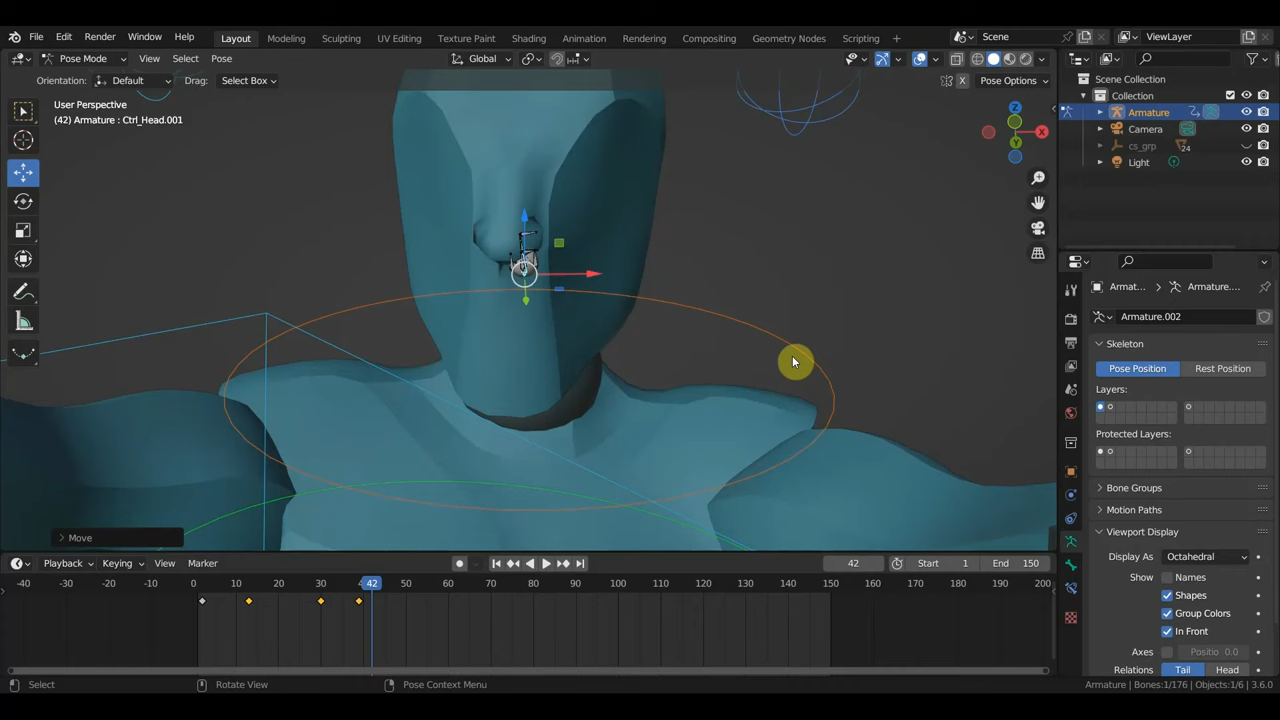 File Edit Render Window Help Layout Modeling Sculpting UV Editing Texture Paint Shading Animation Rendering Compositing Geometry Nodes Scripting + Scene ViewLayer
Pose Mode View Select Pose Global
Orientation: Default Drag: Select Box X Pose Options
User Perspective
(42) Armature : Ctrl_Head.001
Z
X
Y
Move
Scene Collection
Collection
Armature
Camera
cs_grp 24
Light
Armat... Armature....
Armature.002
Skeleton
Pose Position Rest Position
Layers:
Protected Layers:
Bone Groups
Motion Paths
Viewport Display
Display As Octahedral
Show Names
Shapes
Group Colors
In Front
Axes Positio 0.0
Relations Tail Head
Playback Keying View Marker 42 Start 1 End 150
-40 -30 -20 -10 0 10 20 30 42 50 60 70 80 90 100 110 120 130 140 150 160 170 180 190 200
Select Rotate View Pose Context Menu Armature | Bones:1/176 | Objects:1/6 | 3.6.0